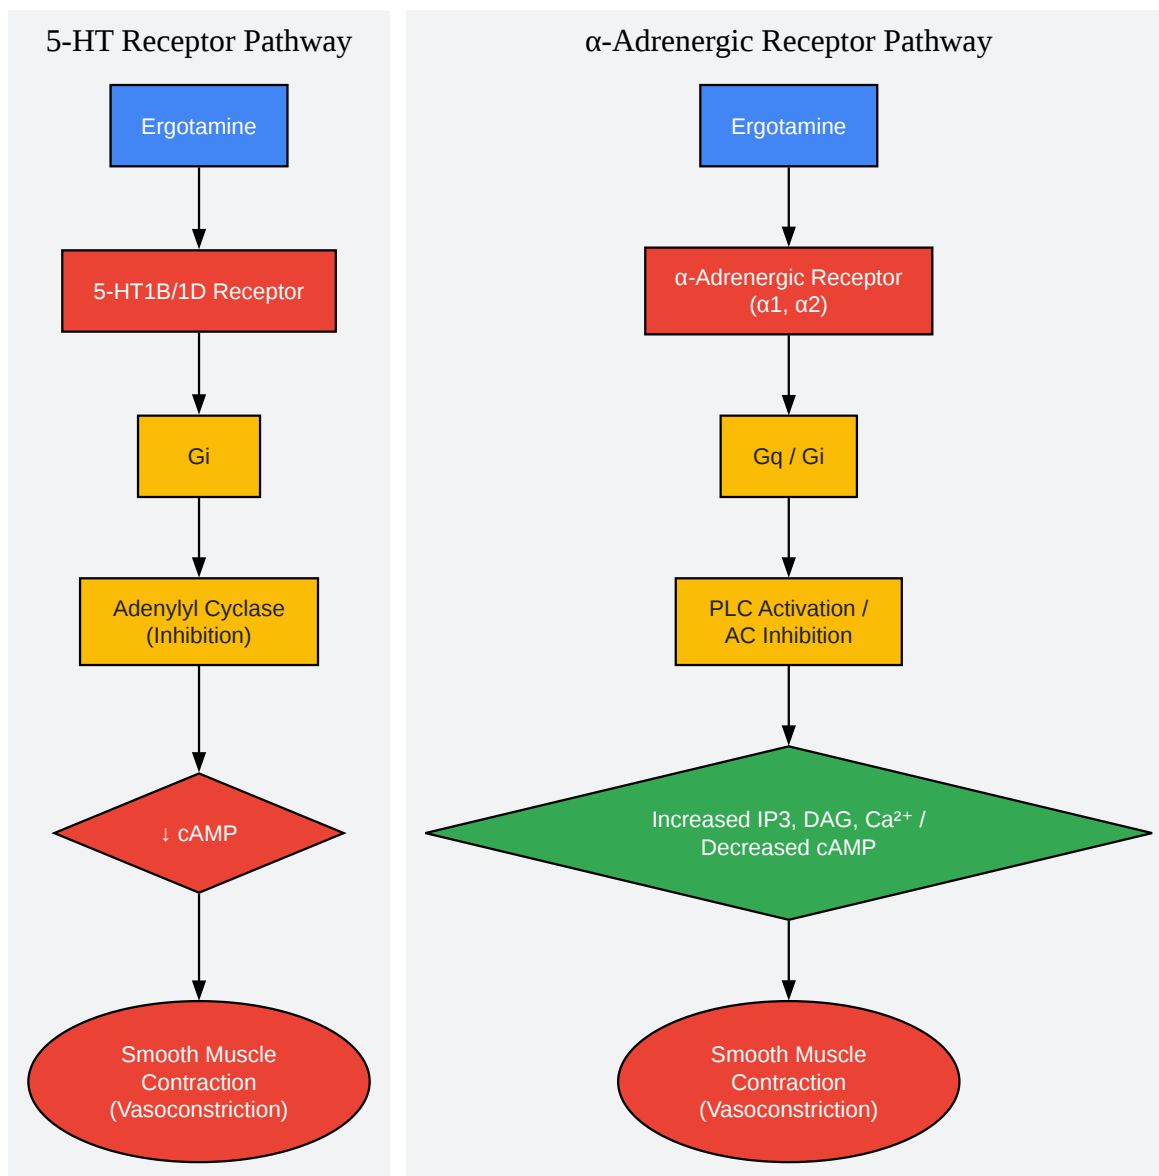 5-HT Receptor Pathway
Ergotamine
5-HT1B/1D Receptor
Gi
Adenylyl Cyclase
(Inhibition)
↓ cAMP
Smooth Muscle
Contraction
(Vasoconstriction)
α-Adrenergic Receptor Pathway
Ergotamine
α-Adrenergic Receptor
(α1, α2)
Gq / Gi
PLC Activation /
AC Inhibition
Increased IP3, DAG, Ca²⁺ /
Decreased cAMP
Smooth Muscle
Contraction
(Vasoconstriction)